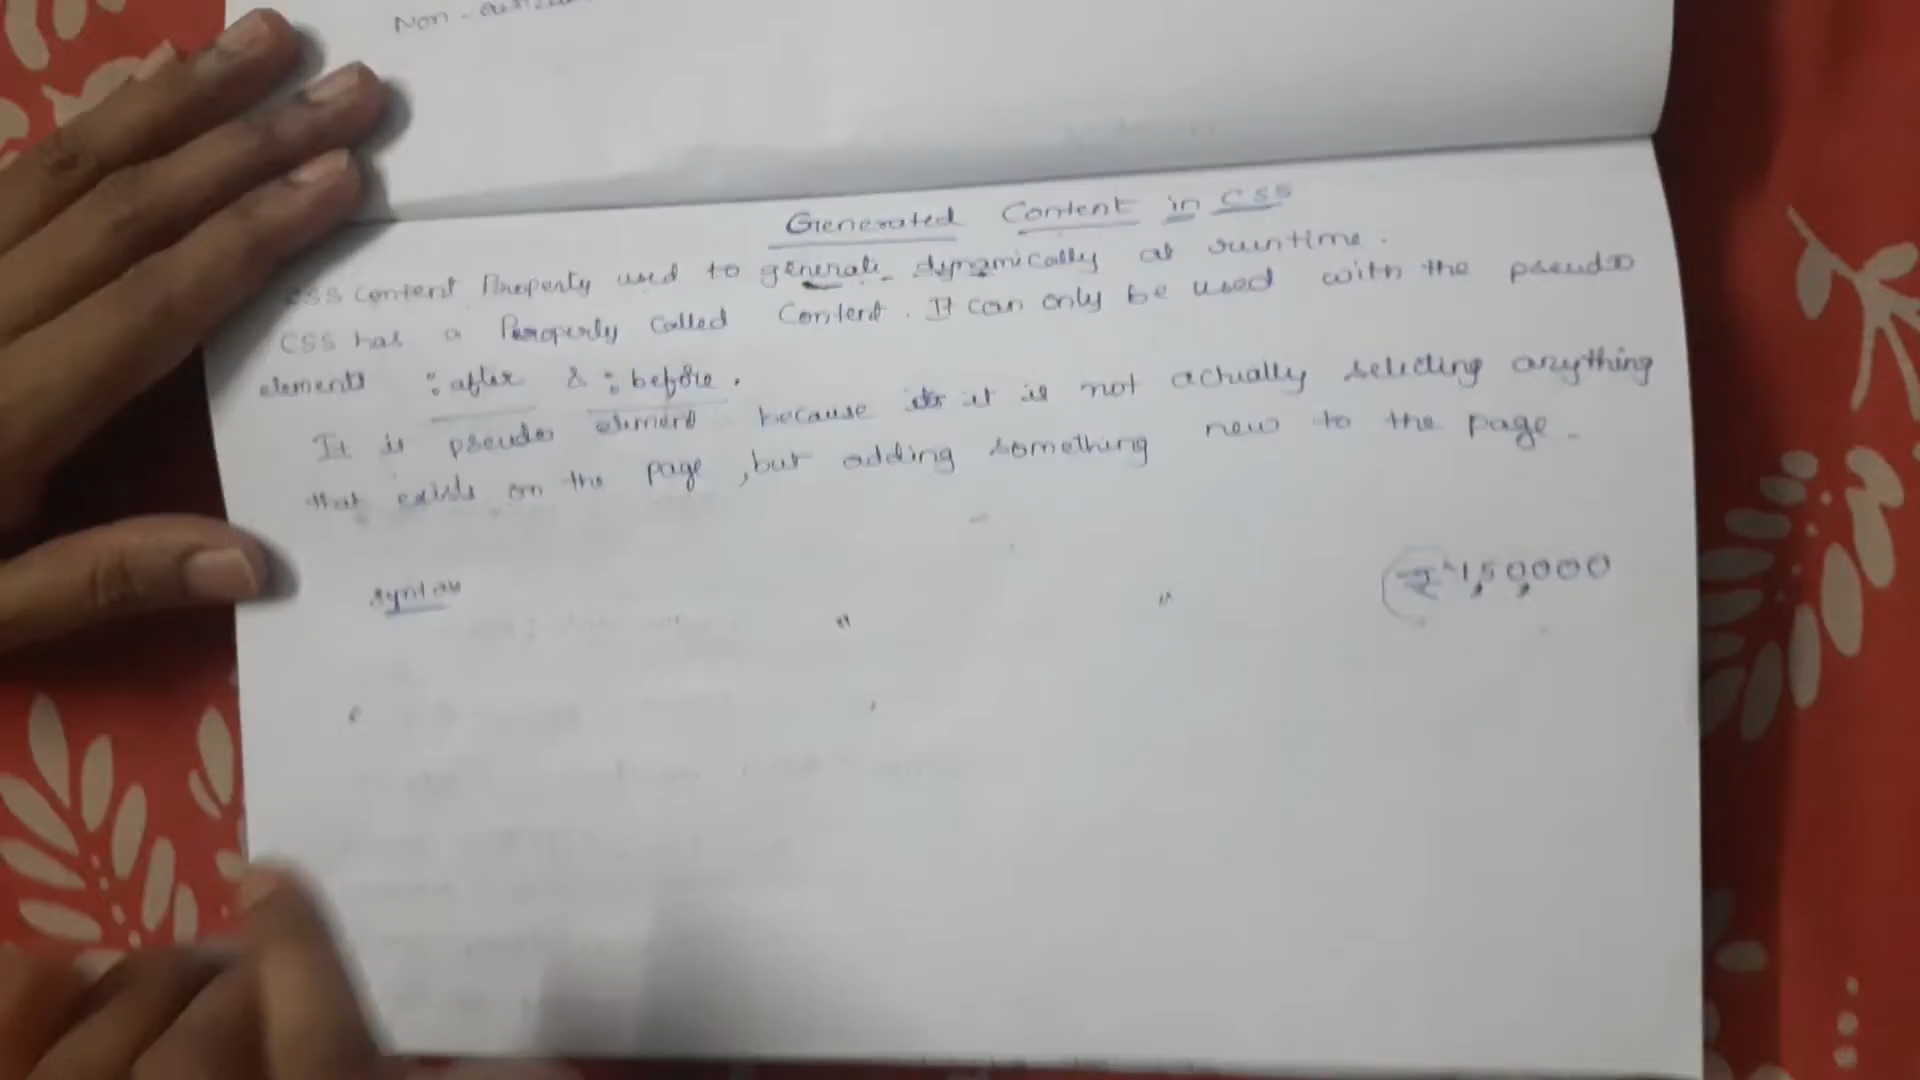 Non-
Generated Content in CSS
CSS content Property used to generate dynamically at runtime.
CSS has a Property called Content. It can only be used with the pseudo
elements ::after & ::before.
It is pseudo element because it is not actually selecting anything
that exists on the page, but adding something new to the page.
₹ 1,50,000
syntax